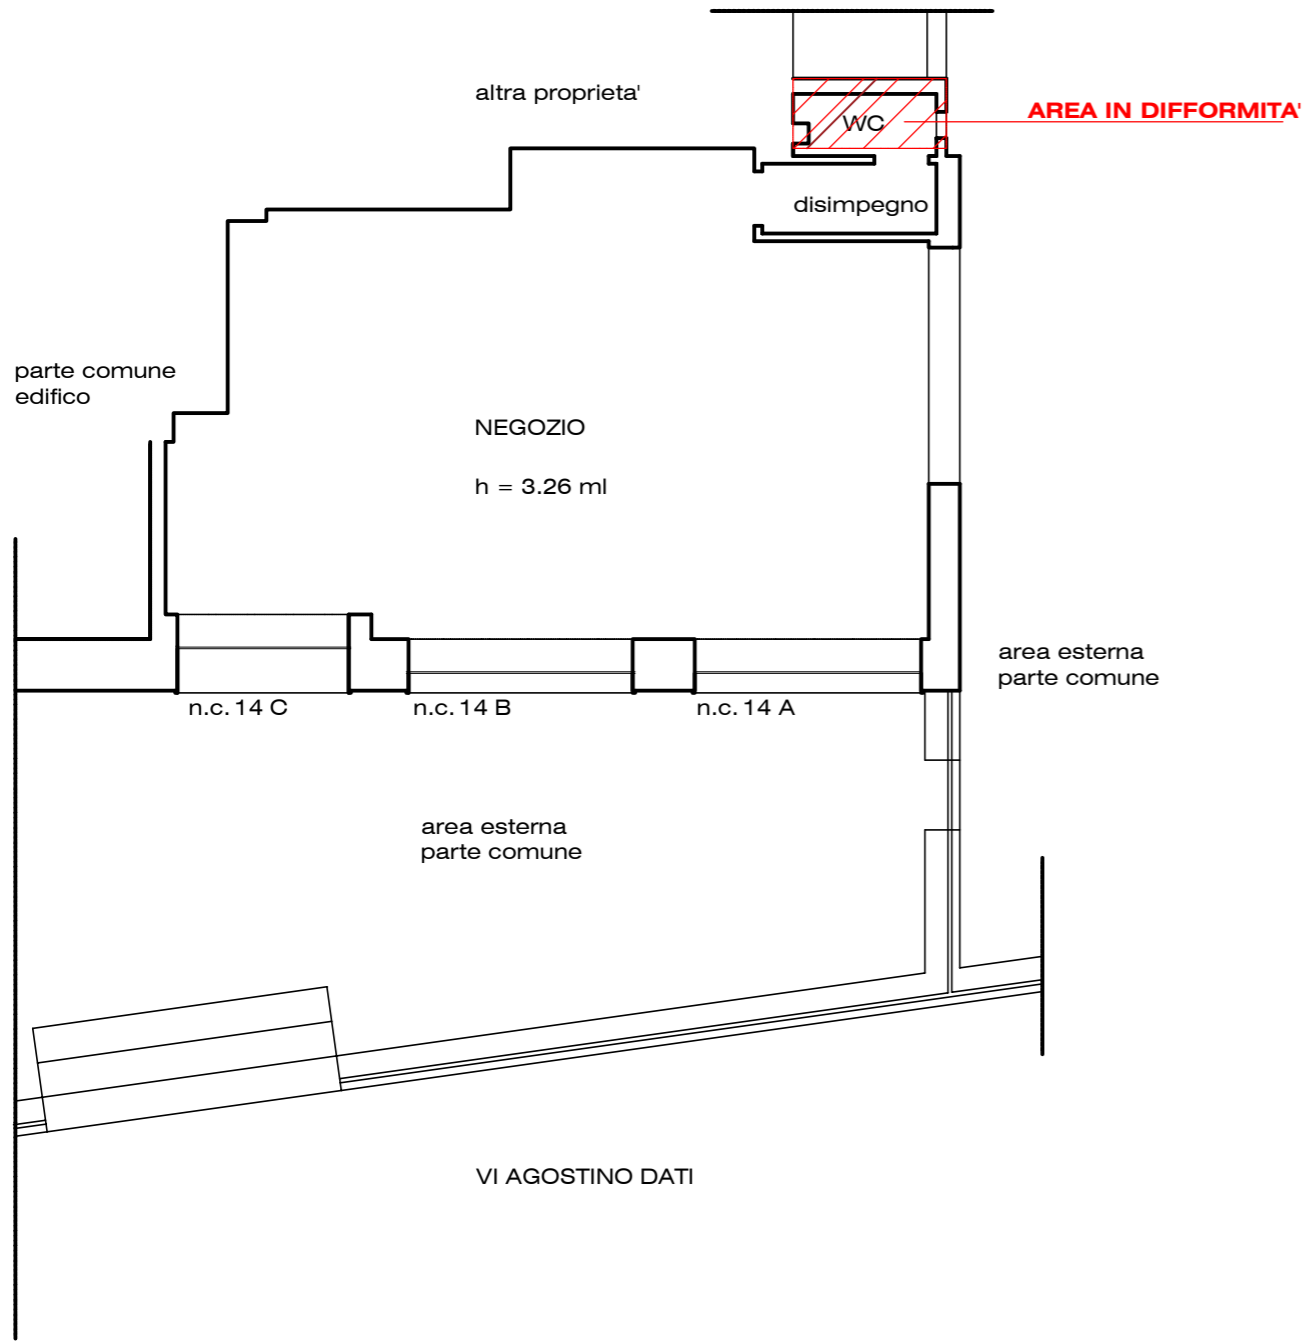 altra proprieta'
WC
AREA IN DIFFORMITA'
disimpegno
parte comune
edifico
NEGOZIO
h = 3.26 ml
area esterna
parte comune
n.c. 14 C
n.c. 14 B
n.c. 14 A
area esterna
parte comune
VI AGOSTINO DATI